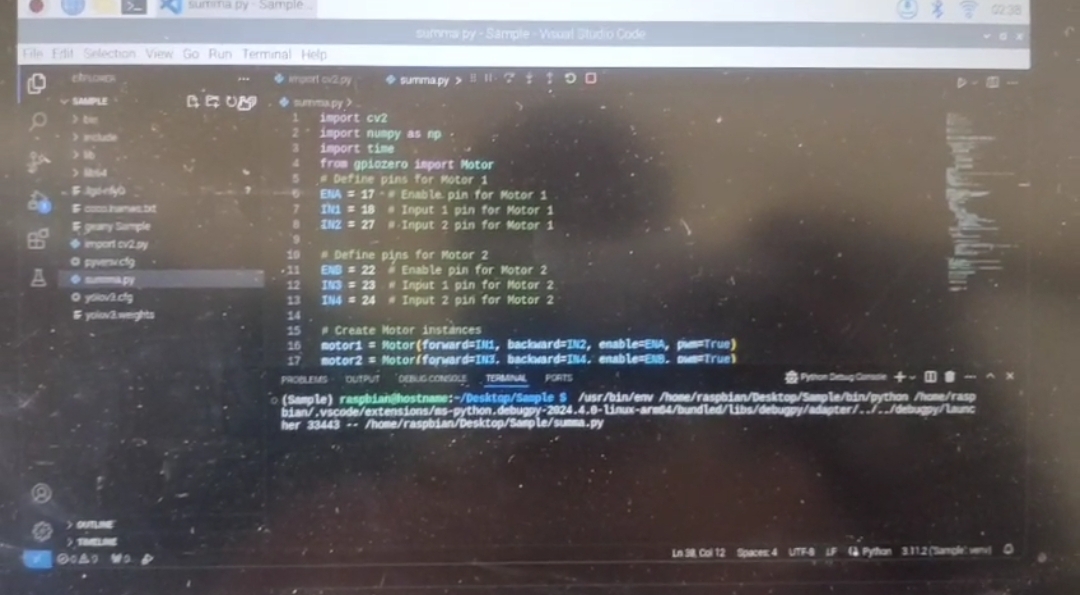 summa.py - Sample...
02:38
summa.py - Sample - Visual Studio Code
File Edit Selection View Go Run Terminal Help
EXPLORER
import cv2.py
summa.py
SAMPLE
bin
include
lib
lib64
coco.names.txt
geany Sample
import cv2.py
pyvenv.cfg
summa.py
yolov3.cfg
yolov3.weights
summa.py
1 import cv2
2 import numpy as np
3 import time
4 from gpiozero import Motor
5 # Define pins for Motor 1
6 ENA = 17 # Enable pin for Motor 1
7 IN1 = 18 # Input 1 pin for Motor 1
8 IN2 = 27 # Input 2 pin for Motor 1
9
10 # Define pins for Motor 2
11 ENB = 22 # Enable pin for Motor 2
12 IN3 = 23 # Input 1 pin for Motor 2
13 IN4 = 24 # Input 2 pin for Motor 2
14
15 # Create Motor instances
16 motor1 = Motor(forward=IN1, backward=IN2, enable=ENA, pwm=True)
17 motor2 = Motor(forward=IN3, backward=IN4, enable=ENB, pwm=True)
PROBLEMS OUTPUT DEBUG CONSOLE TERMINAL PORTS
Python Debug Console
(Sample) raspbian@hostname:~/Desktop/Sample $ /usr/bin/env /home/raspbian/Desktop/Sample/bin/python /home/rasp
bian/.vscode/extensions/ms-python.debugpy-2024.4.0-linux-arm64/bundled/libs/debugpy/adapter/../../debugpy/launc
her 33443 -- /home/raspbian/Desktop/Sample/summa.py
OUTLINE
TIMELINE
Ln 38, Col 12 Spaces: 4 UTF-8 LF Python 3.11.2 ('Sample': venv)